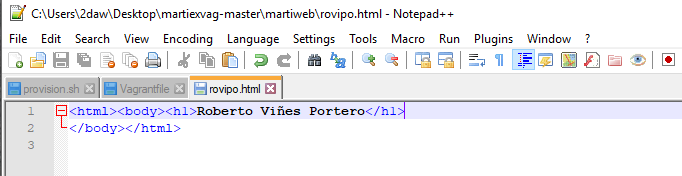 C:\Users\2daw\Desktop\martiexvag-master\martiweb\rovipo.html - Notepad++
File Edit Search View Encoding Language Settings Tools Macro Run Plugins Window ?
provision.sh Vagrantfile rovipo.html
1 <html><body><h1>Roberto Viñes Portero</h1>
2 </body></html>
3